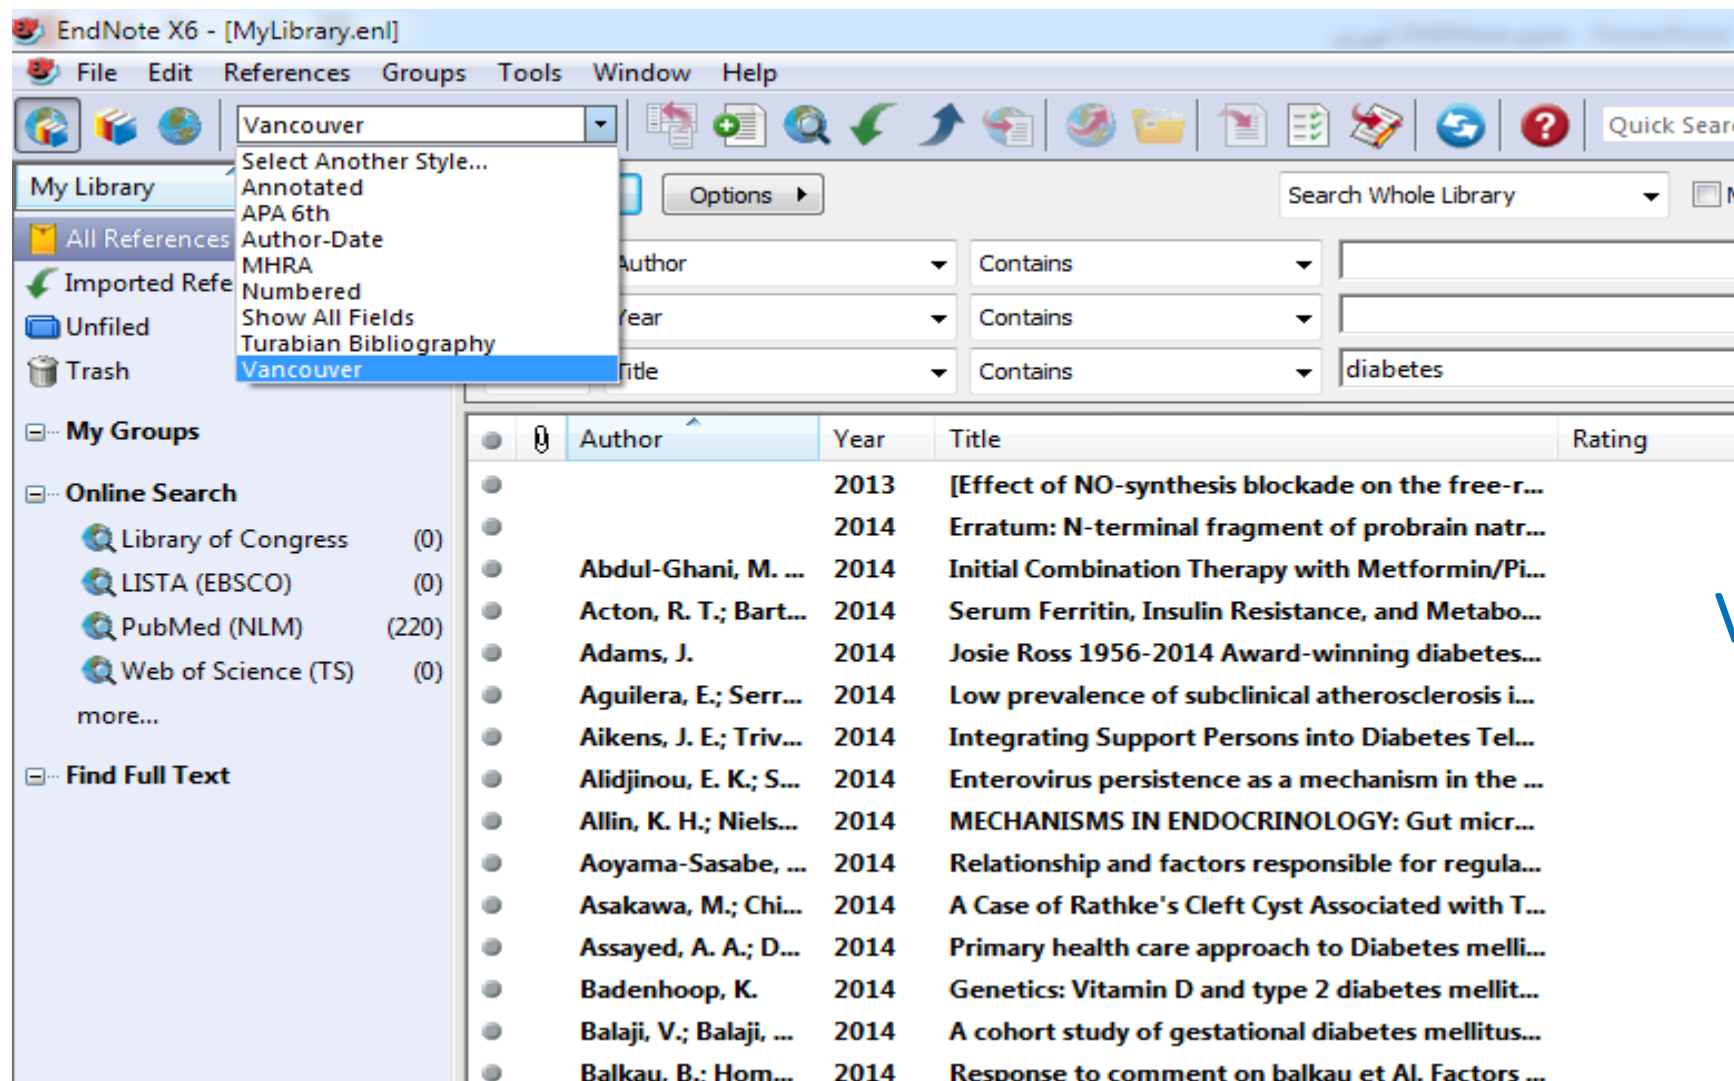 EndNote X6 - [MyLibrary.enl]
File Edit References Groups Tools Window Help
Vancouver
Quick Sear
Select Another Style...
Annotated
APA 6th
Author-Date
MHRA
Numbered
Show All Fields
Turabian Bibliography
Vancouver
My Library
All References
Imported Refe
Unfiled
Trash
My Groups
Online Search
Library of Congress (0)
LISTA (EBSCO) (0)
PubMed (NLM) (220)
Web of Science (TS) (0)
more...
Find Full Text
Options
Search Whole Library
Author Contains
Year Contains
Title Contains diabetes
Author Year Title Rating
2013 [Effect of NO-synthesis blockade on the free-r...
2014 Erratum: N-terminal fragment of probrain natr...
Abdul-Ghani, M. ... 2014 Initial Combination Therapy with Metformin/Pi...
Acton, R. T.; Bart... 2014 Serum Ferritin, Insulin Resistance, and Metabo...
Adams, J. 2014 Josie Ross 1956-2014 Award-winning diabetes...
Aguilera, E.; Serr... 2014 Low prevalence of subclinical atherosclerosis i...
Aikens, J. E.; Triv... 2014 Integrating Support Persons into Diabetes Tel...
Alidjinou, E. K.; S... 2014 Enterovirus persistence as a mechanism in the ...
Allin, K. H.; Niels... 2014 MECHANISMS IN ENDOCRINOLOGY: Gut micr...
Aoyama-Sasabe, ... 2014 Relationship and factors responsible for regula...
Asakawa, M.; Chi... 2014 A Case of Rathke's Cleft Cyst Associated with T...
Assayed, A. A.; D... 2014 Primary health care approach to Diabetes melli...
Badenhoop, K. 2014 Genetics: Vitamin D and type 2 diabetes mellit...
Balaji, V.; Balaji, ... 2014 A cohort study of gestational diabetes mellitus...
Balkau, B.; Hom... 2014 Response to comment on balkau et Al. Factors ...